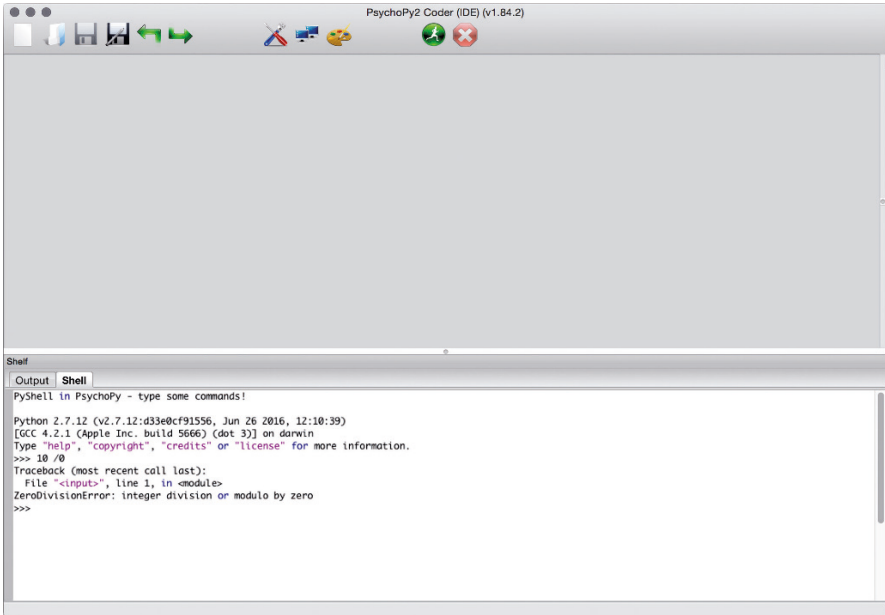 PsychoPy2 Coder (IDE) (v1.84.2)
Shelf
Output Shell
PyShell in PsychoPy - type some commands!
Python 2.7.12 (v2.7.12:d33e0cf91556, Jun 26 2016, 12:10:39)
[GCC 4.2.1 (Apple Inc. build 5666) (dot 3)] on darwin
Type "help", "copyright", "credits" or "license" for more information.
>>> 10 /0
Traceback (most recent call last):
  File "<input>", line 1, in <module>
ZeroDivisionError: integer division or modulo by zero
>>>